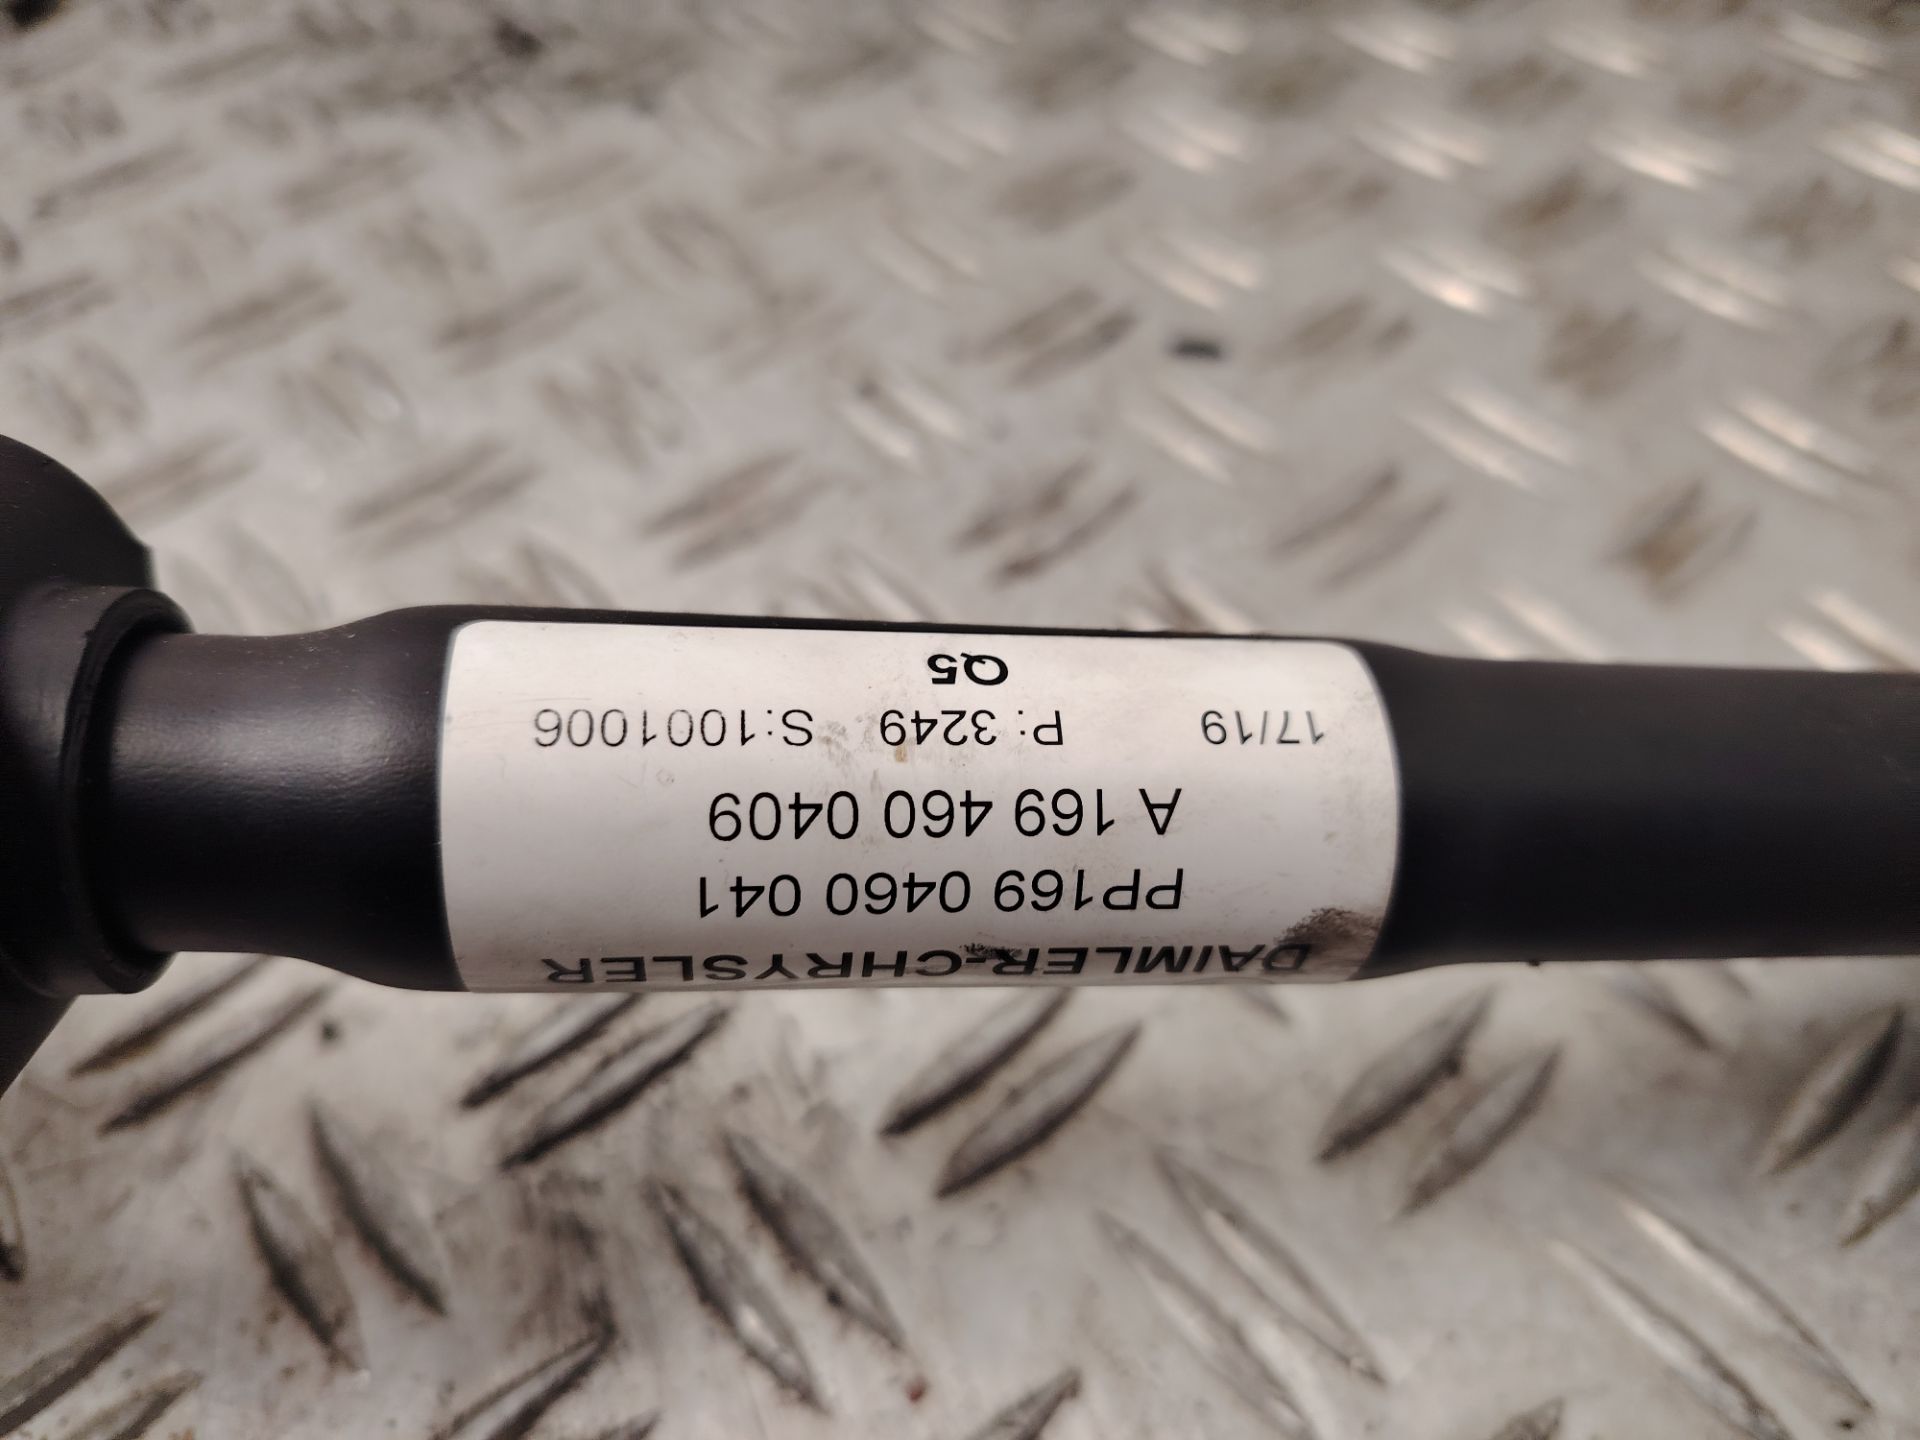 DAIMLER-CHRYSLER
PP169 0460 041
A 169 460 0409
17/19 P: 3249 S:1001006
Q5